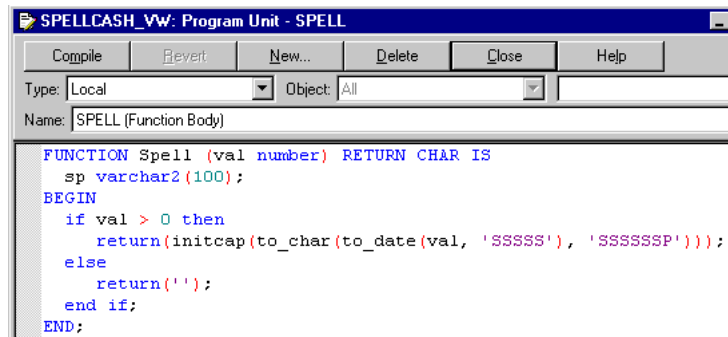 SPELLCASH_VW: Program Unit - SPELL
Compile Revert New... Delete Close Help
Type: Local Object: All
Name: SPELL (Function Body)
FUNCTION Spell (val number) RETURN CHAR IS
sp varchar2(100);
BEGIN
if val > 0 then
return(initcap(to_char(to_date(val, 'SSSSS'), 'SSSSSSP')));
else
return('');
end if;
END;